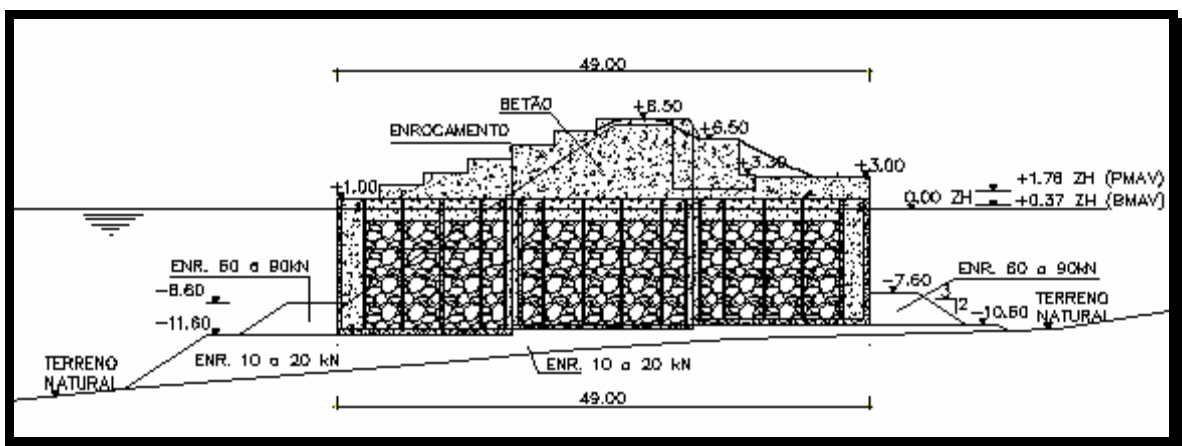 49.00
BETÃO
+8.50
ENROCAMENTO
+6.50
+3.30
+3.00
+1.00
+1.78 ZH (PMAV)
0.00 ZH
+0.37 ZH (BMAV)
ENR. 60 a 90kN
ENR. 60 a 90kN
-8.60
-7.60
3
2
-11.60
-10.60
TERRENO
NATURAL
TERRENO
NATURAL
ENR. 10 a 20 kN
ENR. 10 a 20 kN
49.00